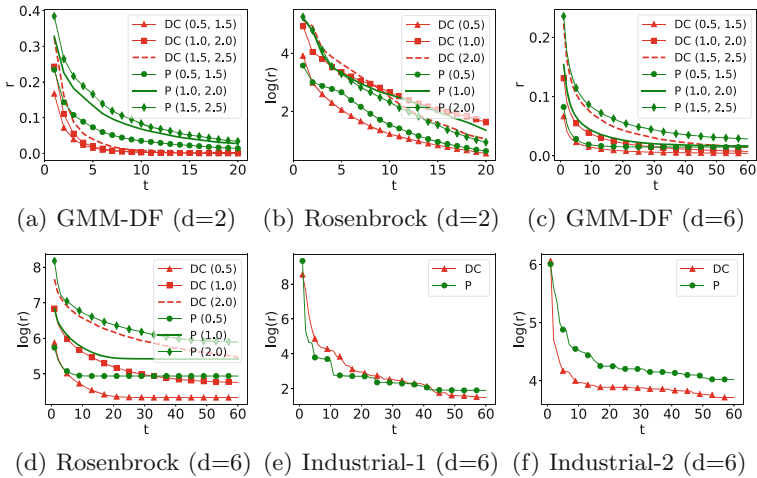 0.4
0.3
0.2
0.1
0.0
r
0 5 10 15 20
t
DC (0.5, 1.5)
DC (1.0, 2.0)
DC (1.5, 2.5)
P (0.5, 1.5)
P (1.0, 2.0)
P (1.5, 2.5)
(a) GMM-DF (d=2)
4
2
log(r)
0 5 10 15 20
t
DC (0.5)
DC (1.0)
DC (2.0)
P (0.5)
P (1.0)
P (2.0)
(b) Rosenbrock (d=2)
0.2
0.1
0.0
r
0 10 20 30 40 50 60
t
DC (0.5, 1.5)
DC (1.0, 2.0)
DC (1.5, 2.5)
P (0.5, 1.5)
P (1.0, 2.0)
P (1.5, 2.5)
(c) GMM-DF (d=6)
8
7
6
5
log(r)
0 10 20 30 40 50 60
t
DC (0.5)
DC (1.0)
DC (2.0)
P (0.5)
P (1.0)
P (2.0)
(d) Rosenbrock (d=6)
8
6
4
2
log(r)
0 10 20 30 40 50 60
t
DC
P
(e) Industrial-1 (d=6)
6
5
4
log(r)
0 10 20 30 40 50 60
t
DC
P
(f) Industrial-2 (d=6)